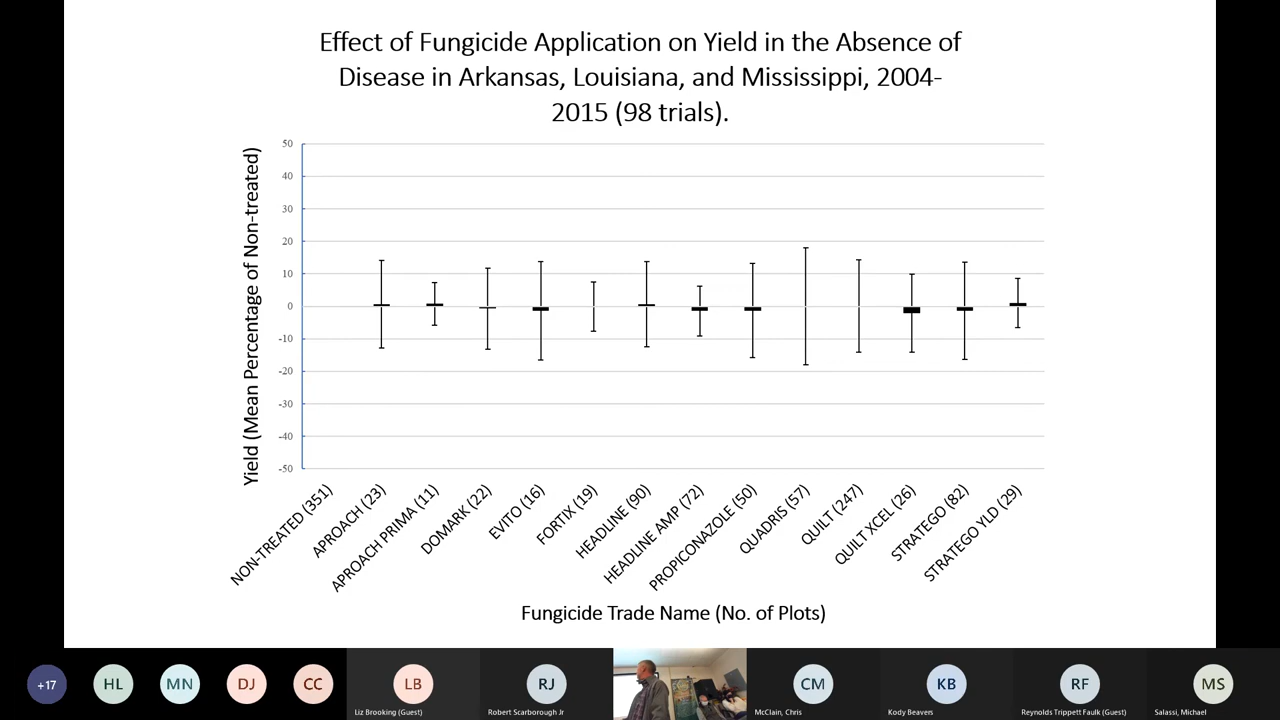 Effect of Fungicide Application on Yield in the Absence of
Disease in Arkansas, Louisiana, and Mississippi, 2004-
2015 (98 trials).
Yield (Mean Percentage of Non-treated)
50
40
30
20
10
0
-10
-20
-30
-40
-50
NON-TREATED (351)
APROACH (23)
APROACH PRIMA (11)
DOMARK (22)
EVITO (16)
FORTIX (19)
HEADLINE (90)
HEADLINE AMP (72)
PROPICONAZOLE (50)
QUADRIS (57)
QUILT (247)
QUILT XCEL (26)
STRATEGO (82)
STRATEGO YLD (29)
Fungicide Trade Name (No. of Plots)
+17
HL
MN
DJ
CC
LB
Liz Brooking (Guest)
RJ
Robert Scarborough Jr
CM
McClain, Chris
KB
Kody Beavers
RF
Reynolds Trippett Faulk (Guest)
MS
Salassi, Michael